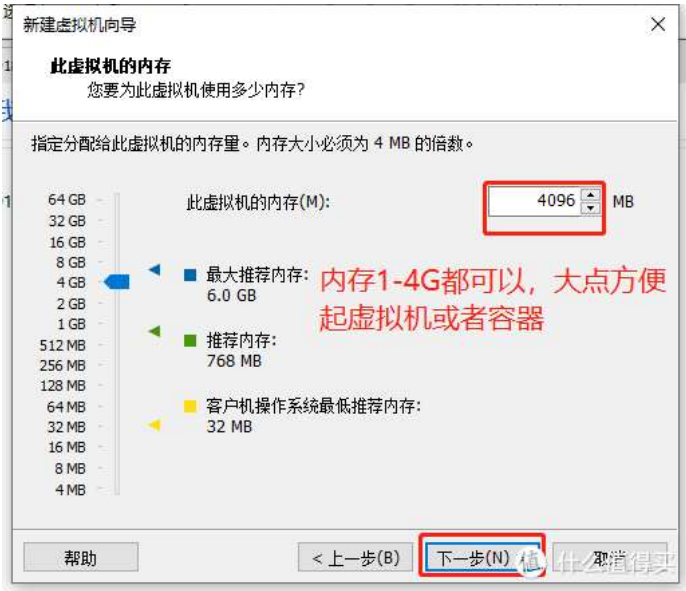 新建虚拟机向导
此虚拟机的内存
您要为此虚拟机使用多少内存?
指定分配给此虚拟机的内存量。内存大小必须为 4 MB 的倍数。
64 GB
32 GB
16 GB
8 GB
4 GB
2 GB
1 GB
512 MB
256 MB
128 MB
64 MB
32 MB
16 MB
8 MB
4 MB
此虚拟机的内存(M):
4096
MB
最大推荐内存:
6.0 GB
推荐内存:
768 MB
客户机操作系统最低推荐内存:
32 MB
内存1-4G都可以，大点方便
起虚拟机或者容器
帮助
< 上一步(B)
下一步(N)
取消
值 什么值得买